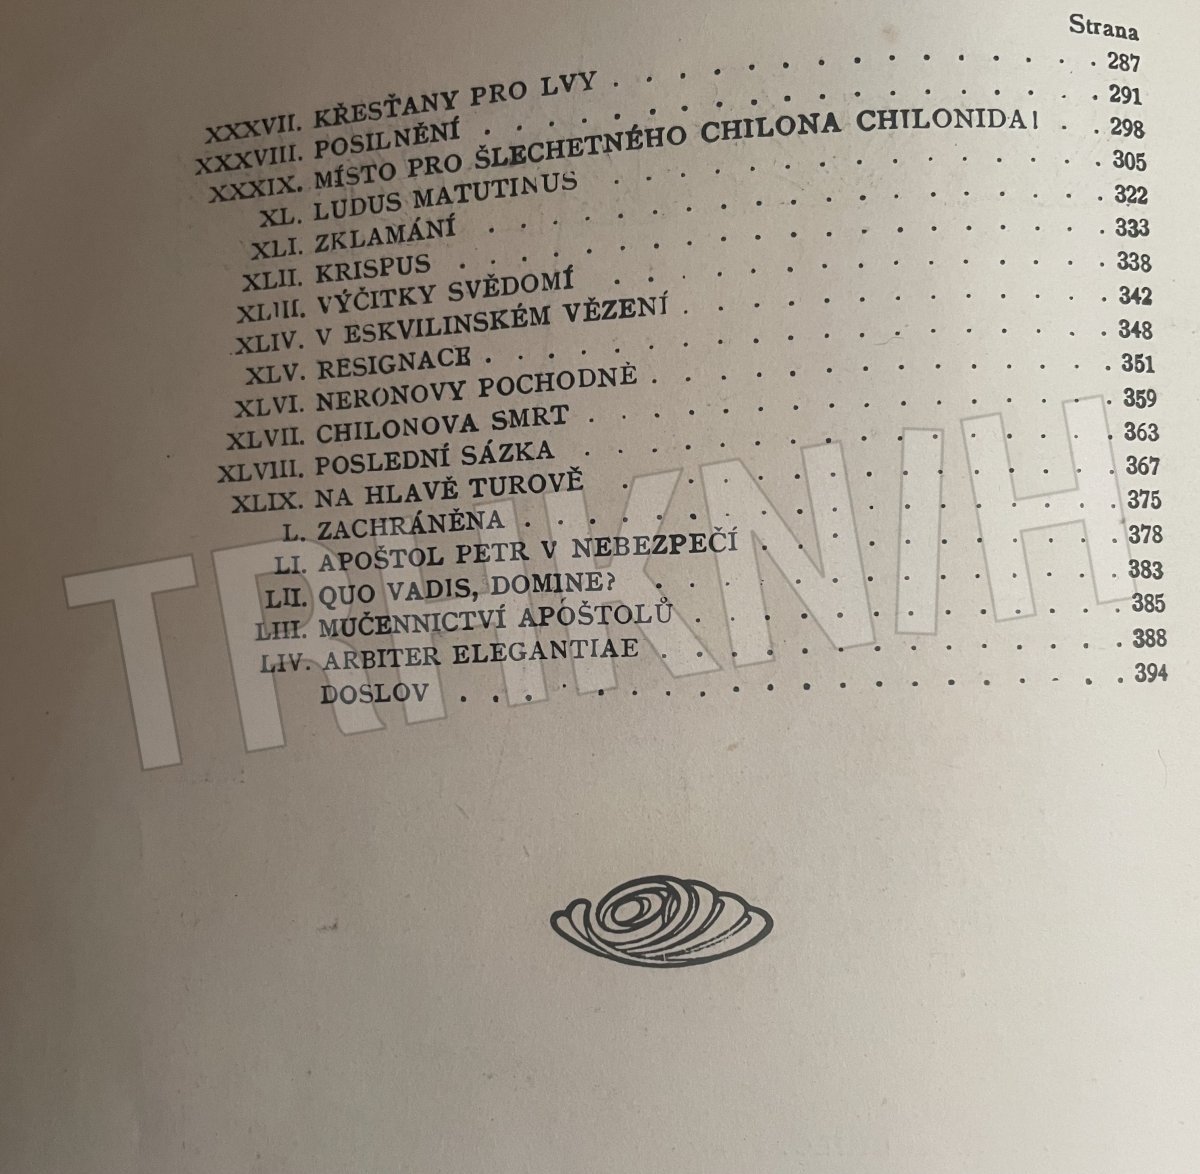 Strana
XXXVII. KŘESŤANY PRO LVY . . . . . . . . . . . . . . 287
XXXVIII. POSILNĚNÍ . . . . . . . . . . . . . . . . . 291
XXXIX. MÍSTO PRO ŠLECHETNÉHO CHILONA CHILONIDA! . . 298
XL. LUDUS MATUTINUS . . . . . . . . . . . . . . 305
XLI. ZKLAMÁNÍ . . . . . . . . . . . . . . . . . 322
XLII. KRISPUS . . . . . . . . . . . . . . . . . . 333
XLIII. VÝČITKY SVĚDOMÍ . . . . . . . . . . . . . . 338
XLIV. V ESKVILINSKÉM VĚZENÍ . . . . . . . . . . . . 342
XLV. RESIGNACE . . . . . . . . . . . . . . . . . 348
XLVI. NERONOVY POCHODNĚ . . . . . . . . . . . . . 351
XLVII. CHILONOVA SMRT . . . . . . . . . . . . . . . 359
XLVIII. POSLEDNÍ SÁZKA . . . . . . . . . . . . . . . 363
XLIX. NA HLAVĚ TUROVĚ . . . . . . . . . . . . . . 367
L. ZACHRÁNĚNA . . . . . . . . . . . . . . . . . 375
LI. APOŠTOL PETR V NEBEZPEČÍ . . . . . . . . . . 378
LII. QUO VADIS, DOMINE? . . . . . . . . . . . . . 383
LIII. MUČENNICTVÍ APOŠTOLŮ . . . . . . . . . . . . 385
LIV. ARBITER ELEGANTIAE . . . . . . . . . . . . . 388
DOSLOV . . . . . . . . . . . . . . . . . . . 394
TRHKNIH